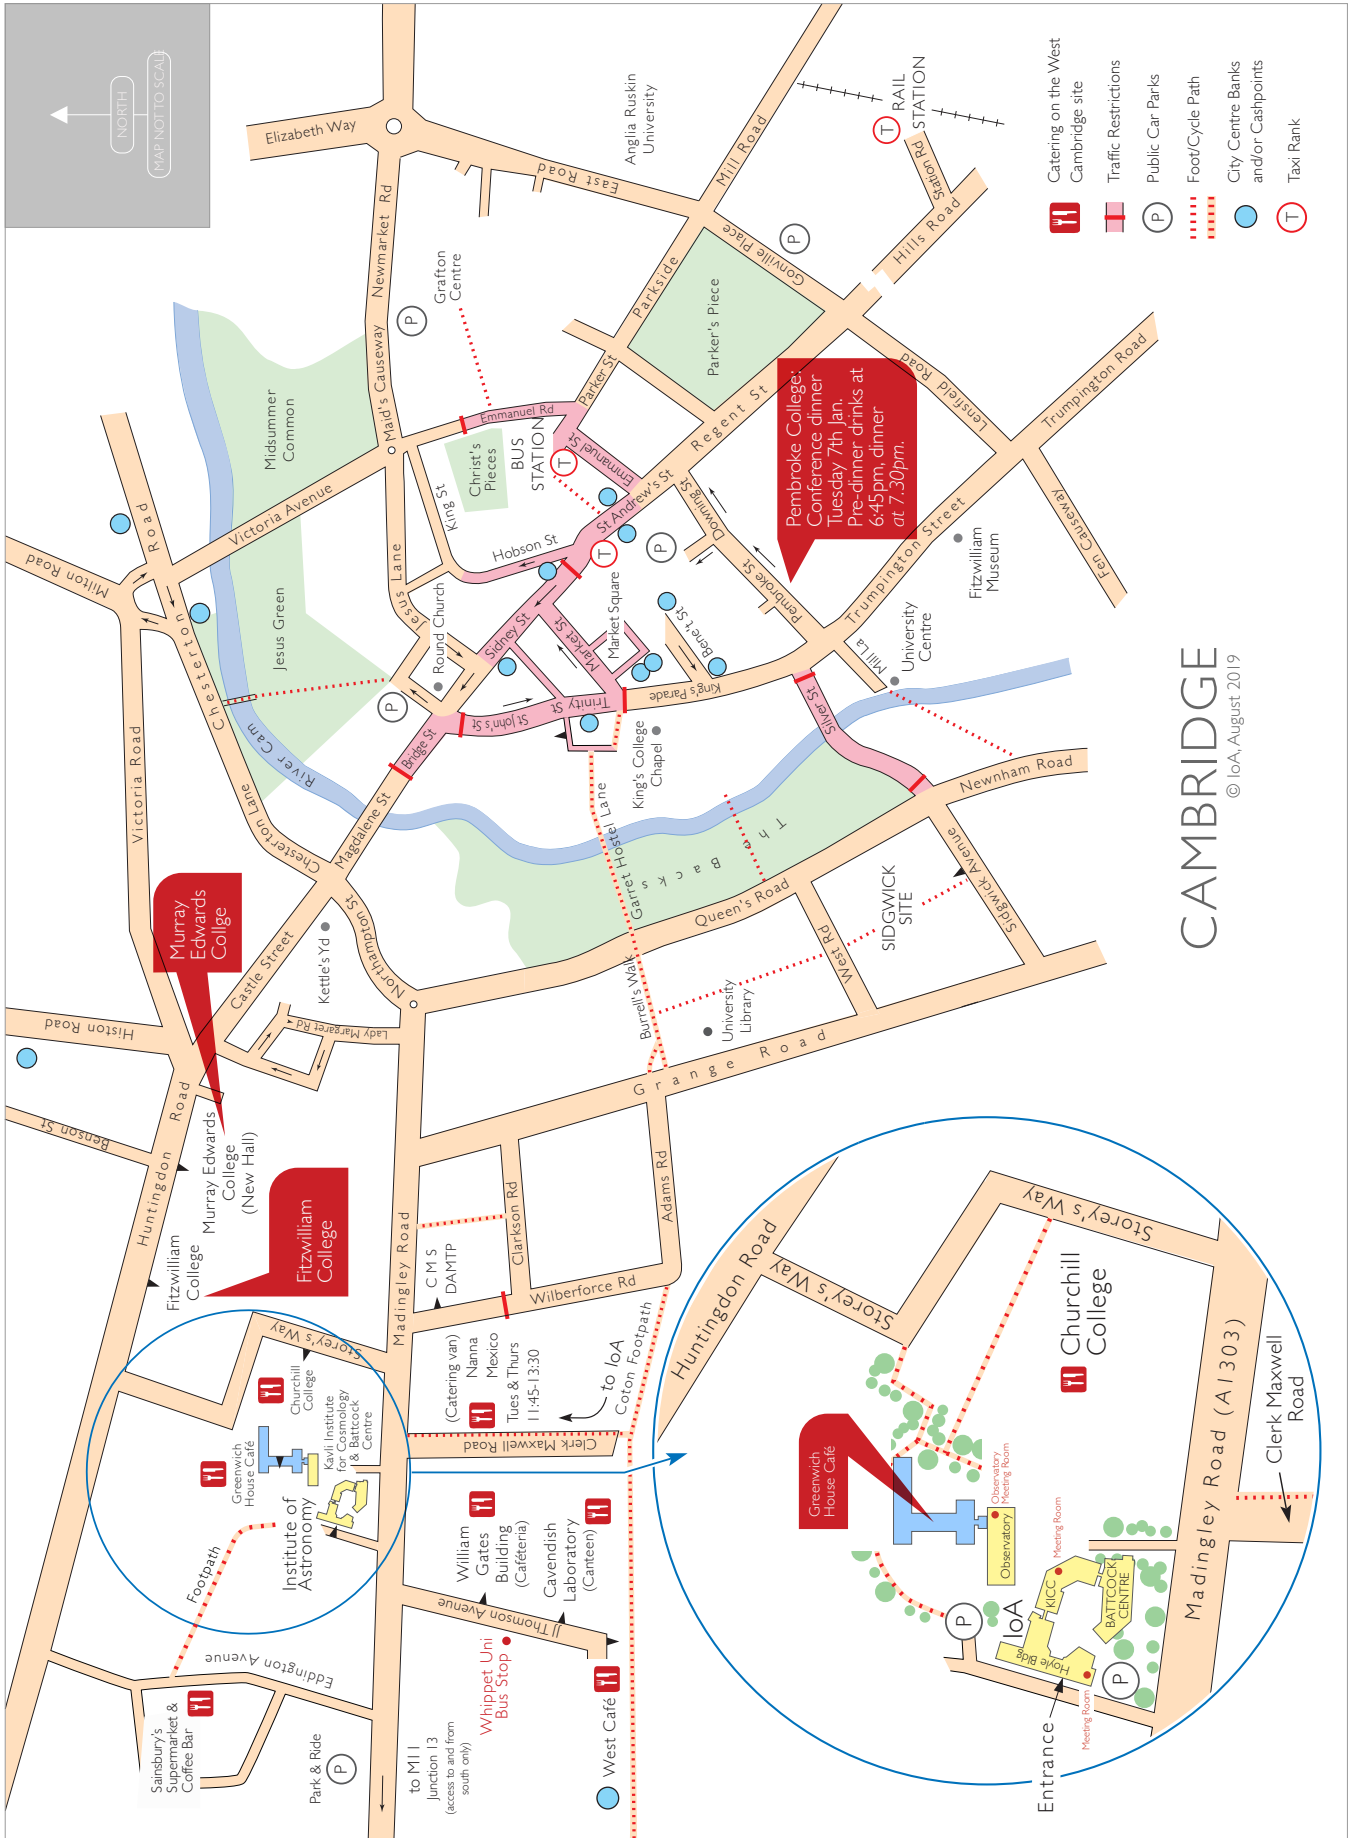 CAMBRIDGE
© IoA, August 2019
NORTH
MAP NOT TO SCALE
Catering on the West
Cambridge site
Traffic Restrictions
P
Public Car Parks
Foot/Cycle Path
City Centre Banks
and/or Cashpoints
T
Taxi Rank
Sainsbury's
Supermarket &
Coffee Bar
Park & Ride
P
to M11
Junction 13
(access to and from
south only)
Eddington Avenue
Footpath
Institute of
Astronomy
Greenwich
House Café
Kavli Institute
for Cosmology
& Battcock
Centre
Churchill
College
Storey's Way
Fitzwilliam
College
Fitzwilliam
College
Murray Edwards
College
(New Hall)
Murray
Edwards
Collge
Huntingdon Road
Benson St
Histon Road
Victoria Road
Milton Road
Castle Street
Kettle's Yd
Lady Margaret Rd
Northampton St
Chesterton Lane
Chesterton Road
Magdalene St
Bridge St
River Cam
Jesus Green
Midsummer
Common
Victoria Avenue
Maid's Causeway
Newmarket Rd
Elizabeth Way
East Road
Jesus Lane
King St
Round Church
P
Sidney St
Hobson St
St John's St
Trinity St
Market St
Market Square
St Andrew's St
Christ's
Pieces
BUS
STATION
T
T
P
Emmanuel Rd
Emmanuel St
Grafton
Centre
P
Parker St
Parkside
Parker's Piece
Anglia Ruskin
University
Mill Road
T
RAIL
STATION
Station Rd
Hills Road
Gonville Place
P
Regent St
Lensfield Road
Trumpington Road
Trumpington Street
Fen Causeway
Fitzwilliam
Museum
University
Centre
Mill La
Pembroke St
Downing St
Bene't St
King's Parade
King's College
Chapel
Silver St
Newnham Road
Pembroke College:
Conference dinner
Tuesday 7th Jan.
Pre-dinner drinks at
6:45pm, dinner
at 7.30pm.
The Backs
Garret Hostel Lane
Burrell's Walk
Queen's Road
West Rd
SIDGWICK
SITE
Sidgwick Avenue
University
Library
Grange Road
Adams Rd
Clarkson Rd
Wilberforce Rd
C M S
DAMTP
Madingley Road
(Catering van)
Nanna
Mexico
Tues & Thurs
11:45-13:30
to IoA
Coton Footpath
Clerk Maxwell Road
William
Gates
Building
(Caféteria)
Cavendish
Laboratory
(Canteen)
JJ Thomson Avenue
Whippet Uni
Bus Stop
West Café
Huntingdon Road
Storey's Way
Storey's Way
Churchill
College
Madingley Road (A1303)
Clerk Maxwell
Road
Greenwich
House Café
Observatory
Meeting Room
Observatory
Meeting Room
KICC
BATTCOCK
CENTRE
IoA
Hoyle Bldg
P
P
Meeting Room
Entrance